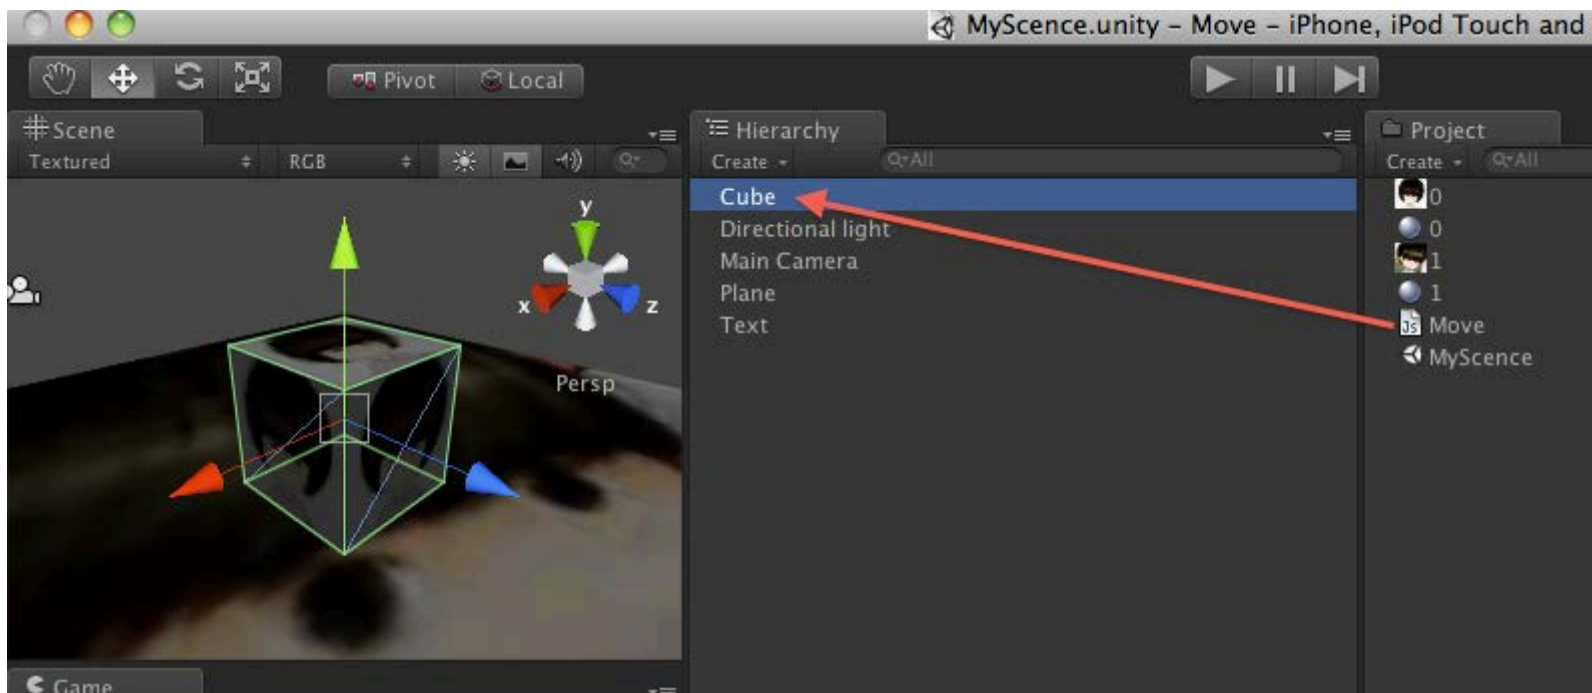 MyScence.unity – Move – iPhone, iPod Touch and
Pivot Local
Scene
Textured RGB
y
x z
Persp
Game
Hierarchy
Create All
Cube
Directional light
Main Camera
Plane
Text
Project
Create All
0
0
1
1
Js Move
MyScence